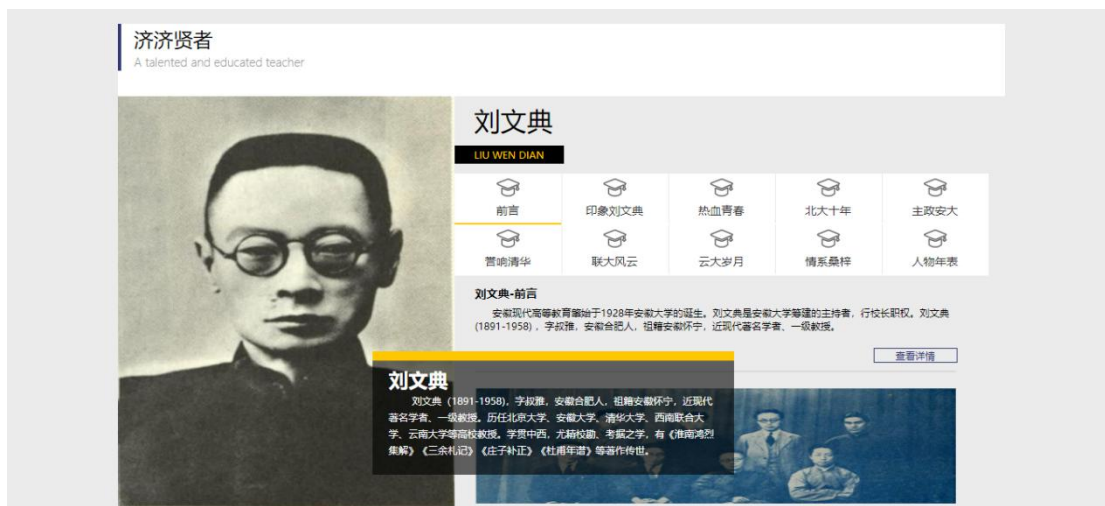 济济贤者
A talented and educated teacher
刘文典
LIU WEN DIAN
前言
印象刘文典
热血青春
北大十年
主政安大
营响清华
联大风云
云大岁月
情系桑梓
人物年表
刘文典-前言
安徽现代高等教育肇始于1928年安徽大学的诞生。刘文典是安徽大学筹建的主持者，行校长职权。刘文典
(1891-1958)，字叔雅，安徽合肥人，祖籍安徽怀宁，近现代著名学者、一级教授。
查看详情
刘文典
刘文典（1891-1958)，字叔雅，安徽合肥人，祖籍安徽怀宁，近现代
著名学者、一级教授。历任北京大学、安徽大学、清华大学、西南联合大
学、云南大学等高校教授。学贯中西，尤精校勘、考据之学，有《淮南鸿烈
集解》《三余札记》《庄子补正》《杜甫年谱》等著作传世。